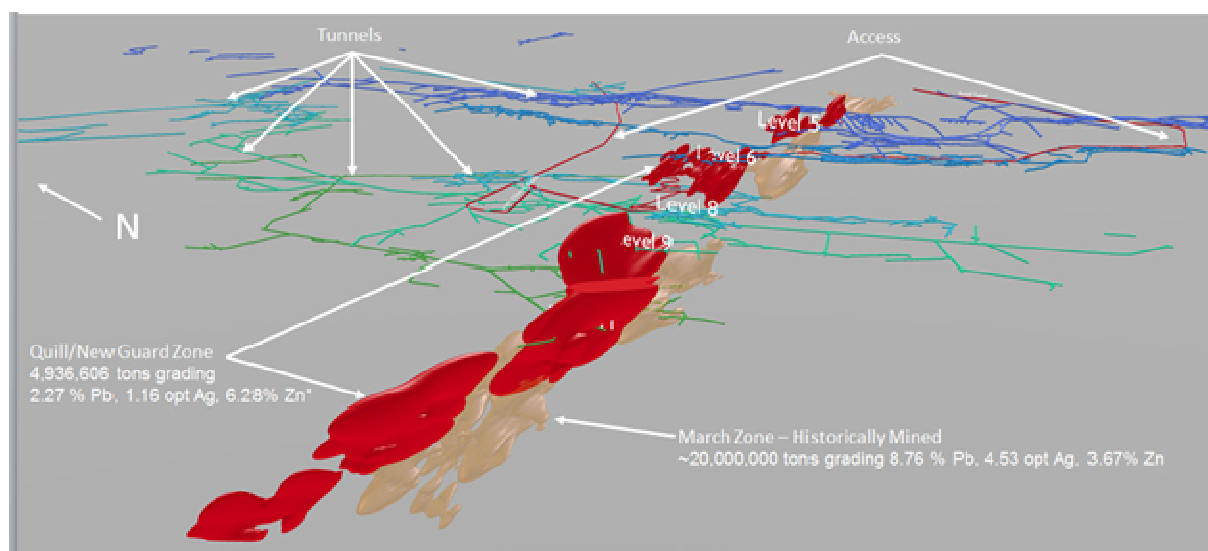 Tunnels
Access
Level 5
Level 6
Level 8
Level 9
N
Quill/New Guard Zone
4,936,606 tons grading
2.27 % Pb, 1.16 opt Ag, 6.28% Zn*
March Zone – Historically Mined
~20,000,000 tons grading 8.76 % Pb, 4.53 opt Ag, 3.67% Zn